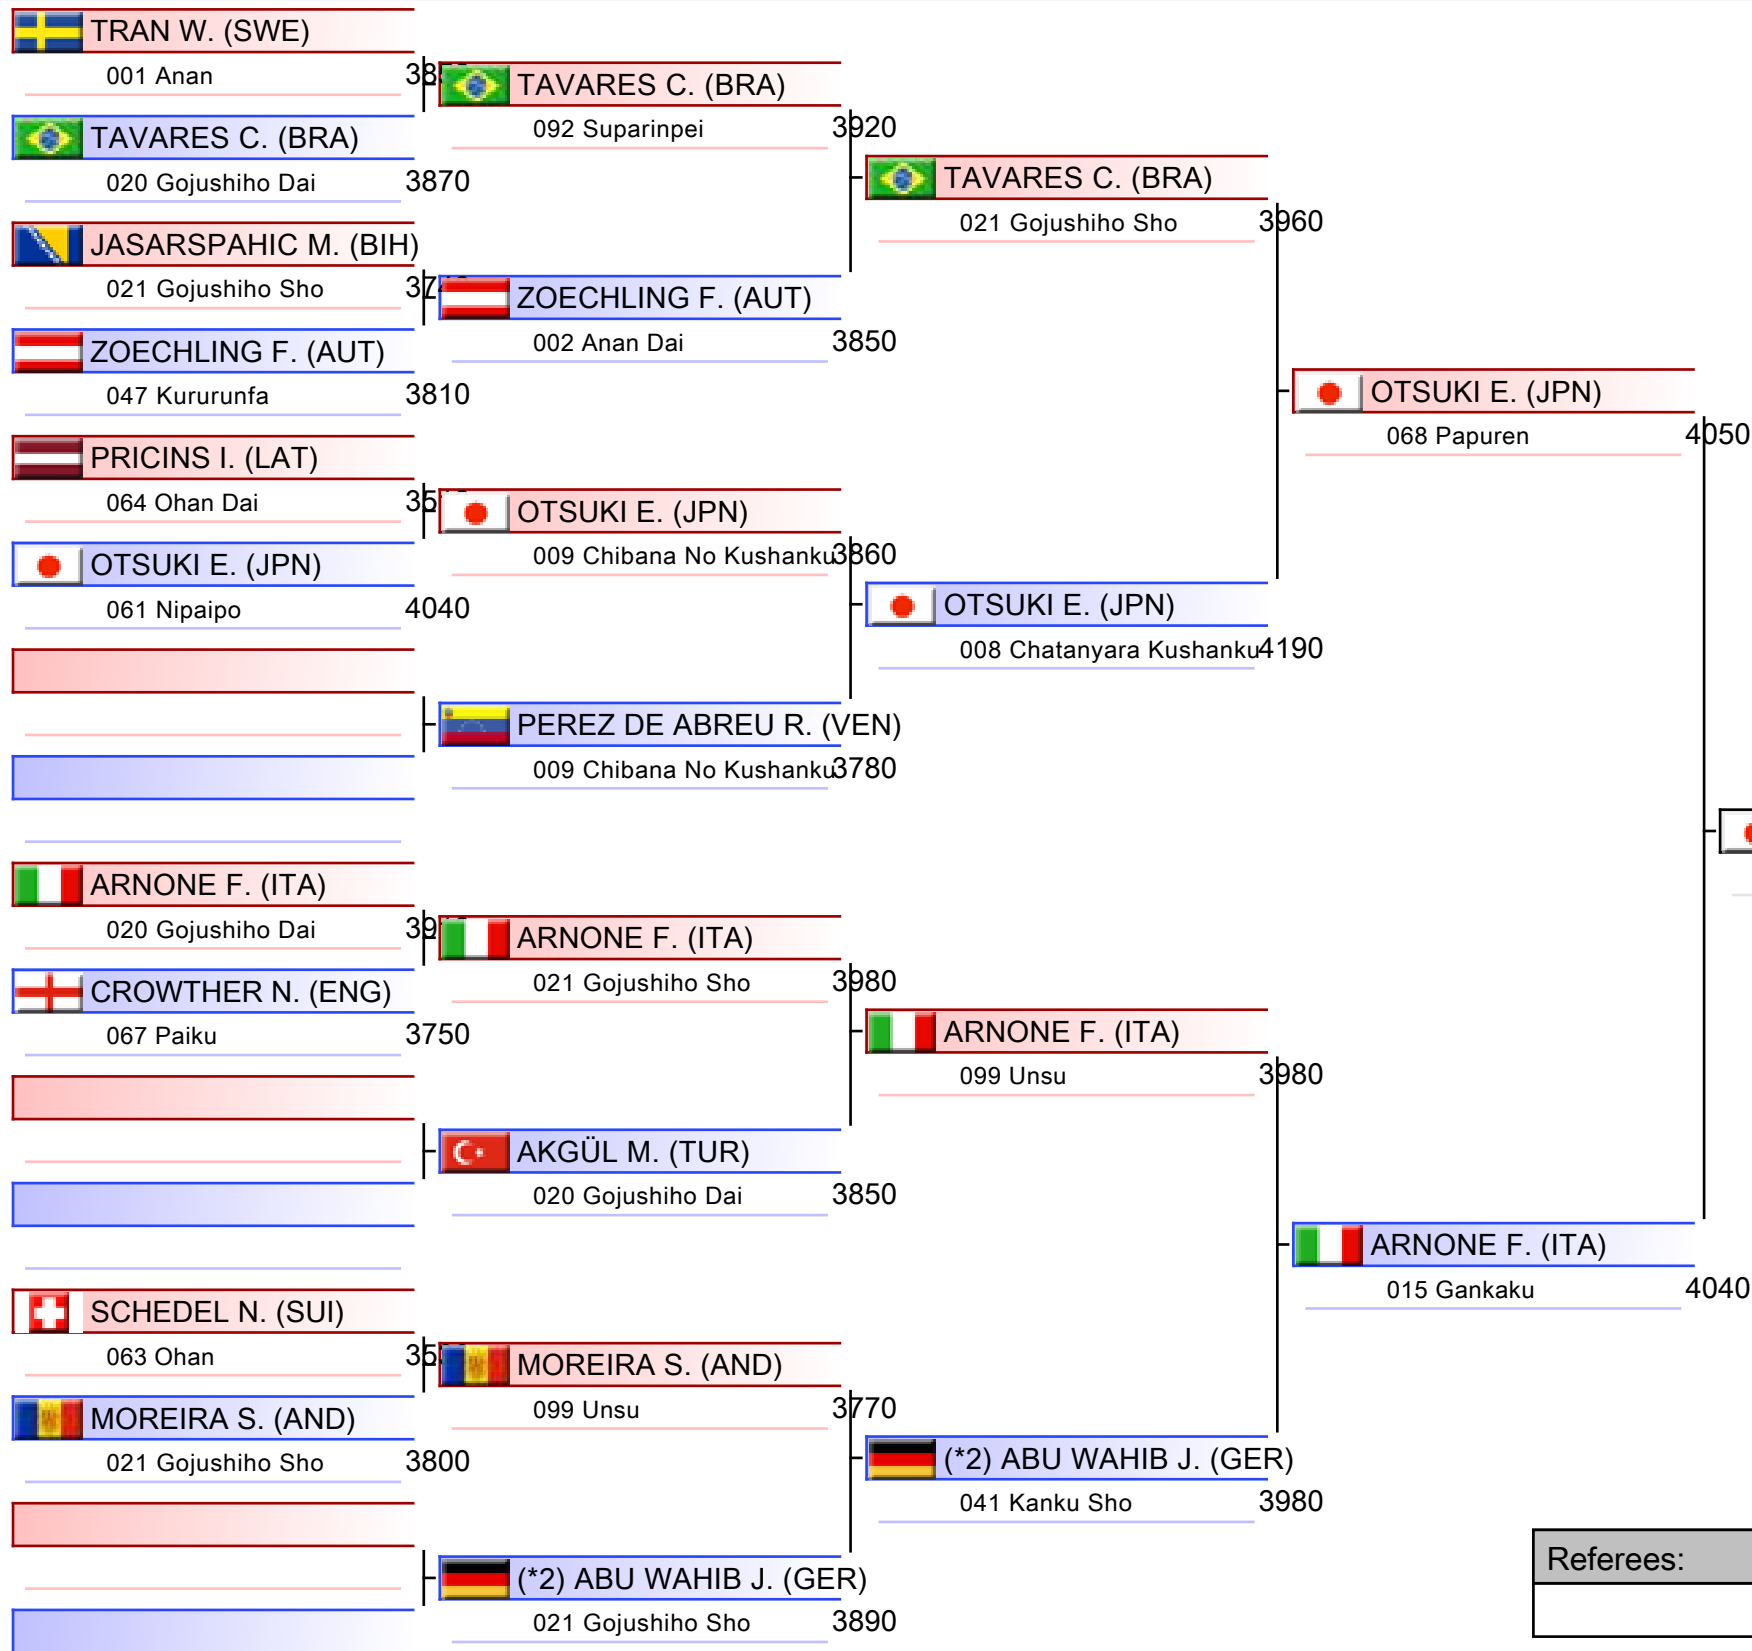 TRAN W. (SWE)
001 Anan
TAVARES C. (BRA)
020 Gojushiho Dai 3870
JASARSPAHIC M. (BIH)
021 Gojushiho Sho
ZOECHLING F. (AUT)
047 Kururunfa 3810
PRICINS I. (LAT)
064 Ohan Dai
OTSUKI E. (JPN)
061 Nipaipo 4040
ARNONE F. (ITA)
020 Gojushiho Dai
CROWTHER N. (ENG)
067 Paiku 3750
SCHEDEL N. (SUI)
063 Ohan
MOREIRA S. (AND)
021 Gojushiho Sho 3800
TAVARES C. (BRA)
092 Suparinpei 3920
ZOECHLING F. (AUT)
002 Anan Dai 3850
OTSUKI E. (JPN)
009 Chibana No Kushanku 3860
PEREZ DE ABREU R. (VEN)
009 Chibana No Kushanku 3780
ARNONE F. (ITA)
021 Gojushiho Sho 3980
AKGÜL M. (TUR)
020 Gojushiho Dai 3850
MOREIRA S. (AND)
099 Unsu 3770
(*2) ABU WAHIB J. (GER)
021 Gojushiho Sho 3890
TAVARES C. (BRA)
021 Gojushiho Sho 3960
OTSUKI E. (JPN)
008 Chatanyara Kushanku 4190
ARNONE F. (ITA)
099 Unsu 3980
(*2) ABU WAHIB J. (GER)
041 Kanku Sho 3980
OTSUKI E. (JPN)
068 Papuren 4050
ARNONE F. (ITA)
015 Gankaku 4040
Referees: